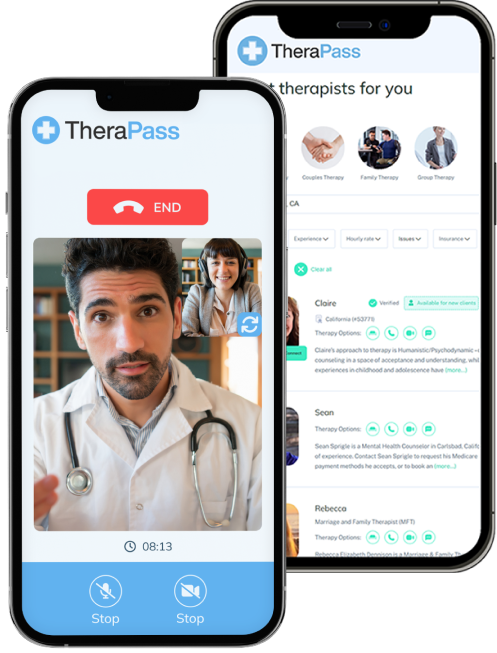 TheraPass
END
08:13
Stop
Stop
TheraPass
t therapists for you
Couples Therapy
Family Therapy
Group Therapy
, CA
Experience
Hourly rate
Issues
Insurance
Clear all
Claire
Verified
Available for new clients
California (#53771)
Therapy Options:
Claire's approach to therapy is Humanistic/Psychodynamic
counseling in a space of acceptance and understanding, whil
experiences in childhood and adolescence have (more...)
Sean
Therapy Options:
Sean Sprigle is a Mental Health Counselor in Carlsbad, Calif
of experience. Contact Sean Sprigle to request his Medicare
payment methods he accepts, or to book an (more...)
Rebecca
Marriage and Family Therapist (MFT)
Therapy Options:
Rebecca Elizabeth Dennison is a Marriage & Family Th